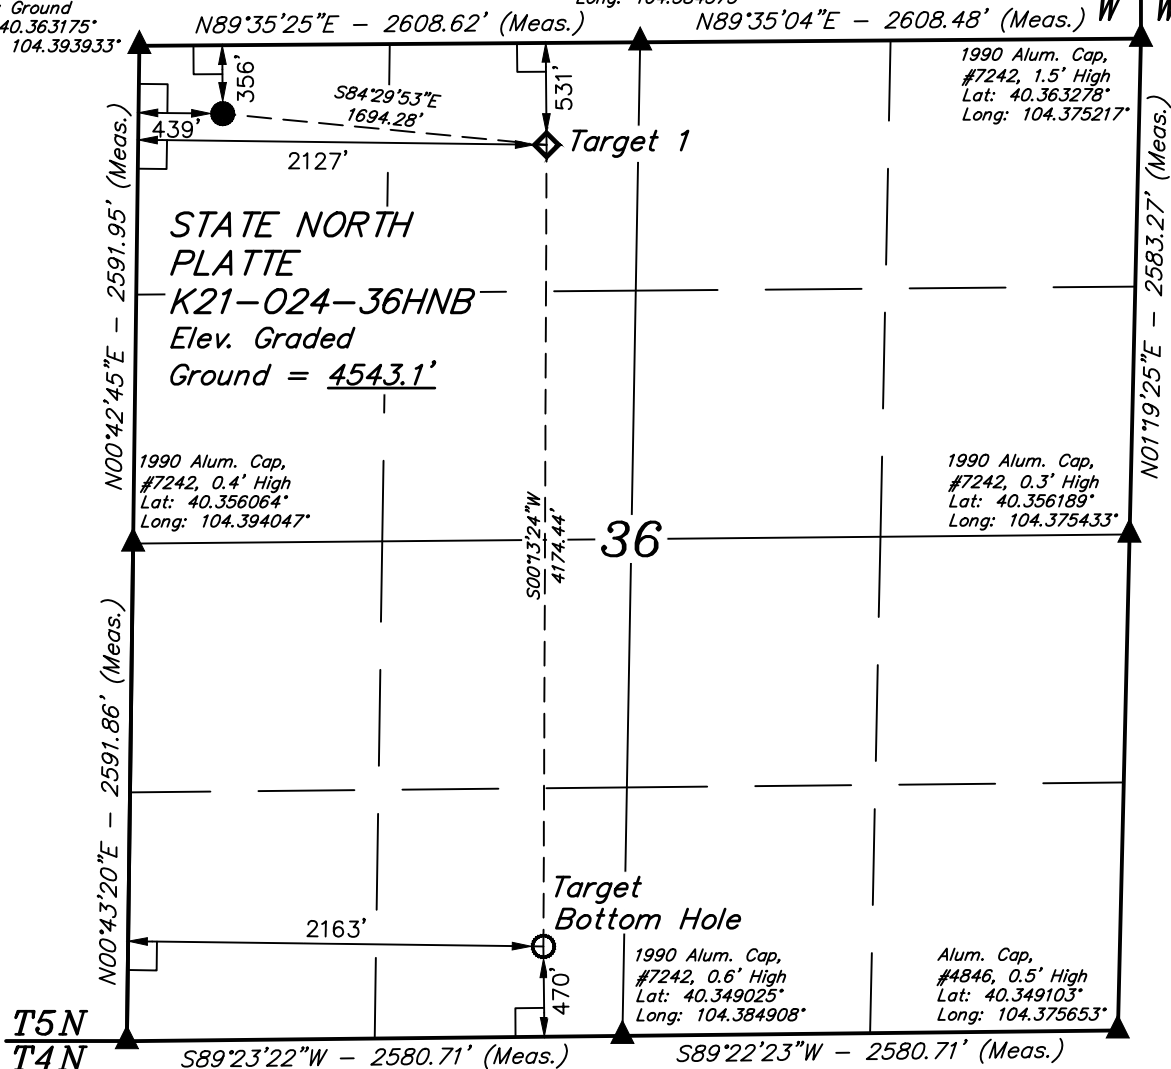 Ground
40.363175°
104.393933°
N89°35'25"E - 2608.62' (Meas.)
N89°35'04"E - 2608.48' (Meas.)
W
1990 Alum. Cap,
#7242, 1.5' High
Lat: 40.363278°
Long: 104.375217°
356'
531'
S84°29'53"E
1694.28'
439'
Target 1
2127'
N00°42'45"E - 2591.95' (Meas.)
N01°19'25"E - 2583.27' (Meas.)
STATE NORTH
PLATTE
K21-024-36HNB
Elev. Graded
Ground = 4543.1'
1990 Alum. Cap,
#7242, 0.4' High
Lat: 40.356064°
Long: 104.394047°
1990 Alum. Cap,
#7242, 0.3' High
Lat: 40.356189°
Long: 104.375433°
S00°13'24"W
4174.44'
36
N00°43'20"E - 2591.86' (Meas.)
Target
Bottom Hole
2163'
470'
1990 Alum. Cap,
#7242, 0.6' High
Lat: 40.349025°
Long: 104.384908°
Alum. Cap,
#4846, 0.5' High
Lat: 40.349103°
Long: 104.375653°
T5N
T4N
S89°23'22"W - 2580.71' (Meas.)
S89°22'23"W - 2580.71' (Meas.)